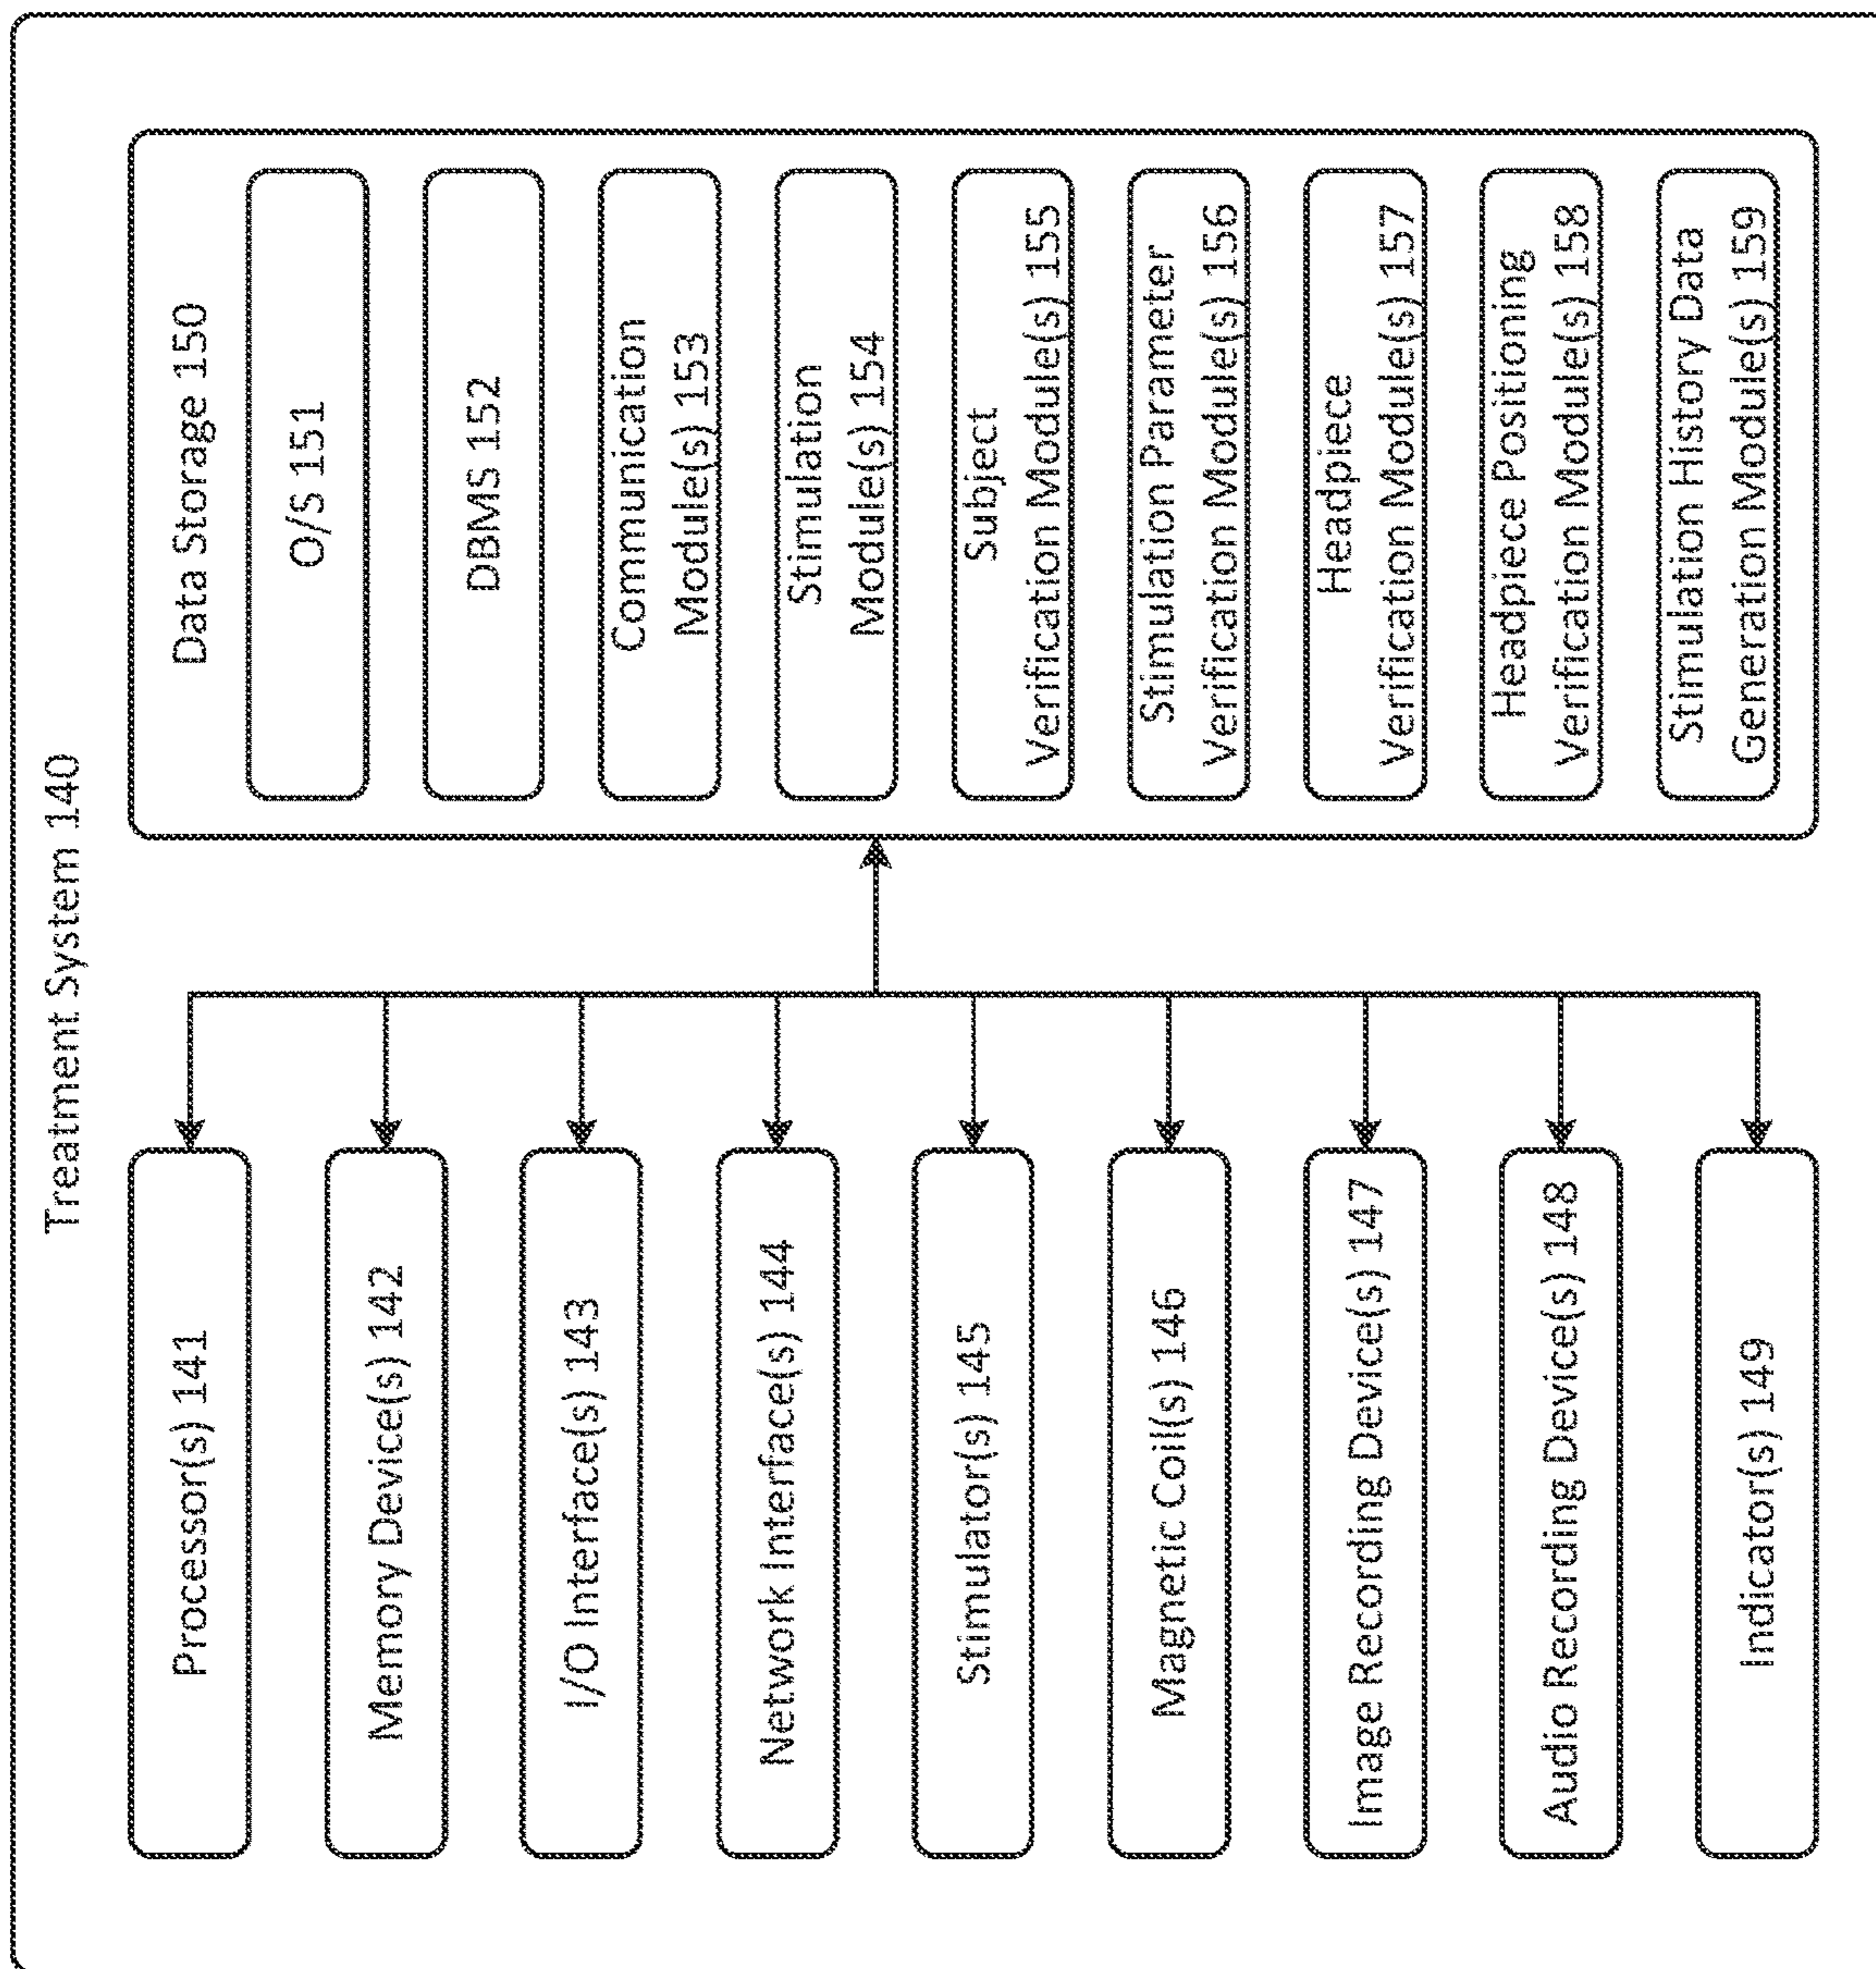 Treatment System 140
Processor(s) 141
Memory Device(s) 142
I/O Interface(s) 143
Network Interface(s) 144
Stimulator(s) 145
Magnetic Coil(s) 146
Image Recording Device(s) 147
Audio Recording Device(s) 148
Indicator(s) 149
Data Storage 150
O/S 151
DBMS 152
Communication
Module(s) 153
Stimulation
Module(s) 154
Subject
Verification Module(s) 155
Stimulation Parameter
Verification Module(s) 156
Headpiece
Verification Module(s) 157
Headpiece Positioning
Verification Module(s) 158
Stimulation History Data
Generation Module(s) 159